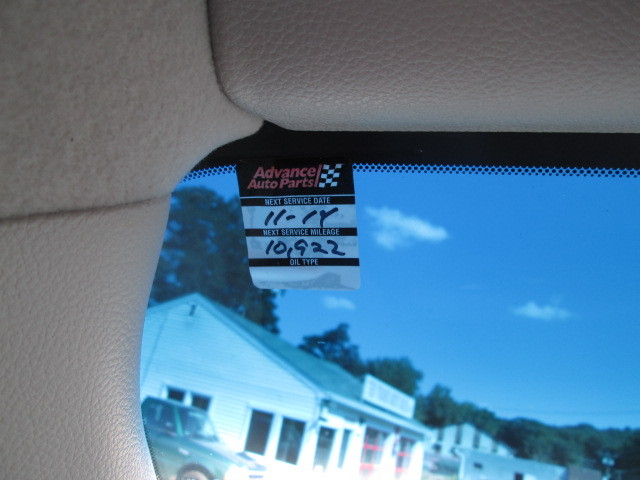 Advance
Auto Parts
NEXT SERVICE DATE
11-14
NEXT SERVICE MILEAGE
10,922
OIL TYPE